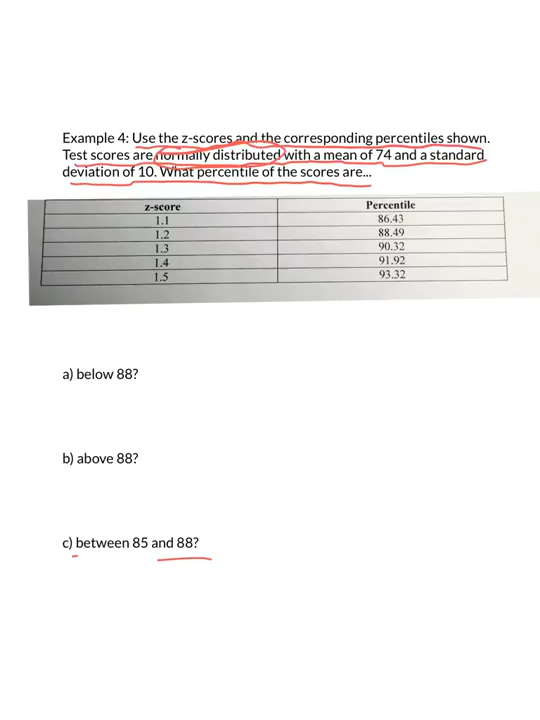 Example 4: Use the z-scores and the corresponding percentiles shown.
Test scores are normally distributed with a mean of 74 and a standard
deviation of 10. What percentile of the scores are...
z-score Percentile
1.1 86.43
1.2 88.49
1.3 90.32
1.4 91.92
1.5 93.32
a) below 88?
b) above 88?
c) between 85 and 88?